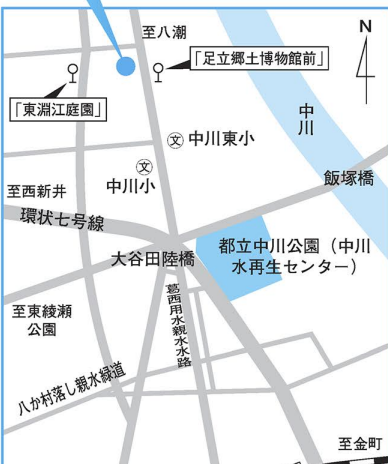 至八潮
N
「足立郷土博物館前」
「東淵江庭園」
中川
文 中川東小
文
中川小
飯塚橋
至西新井
環状七号線
大谷田陸橋
都立中川公園（中川
水再生センター）
葛西用水親水水路
至東綾瀬
公園
八か村落し親水緑道
至金町